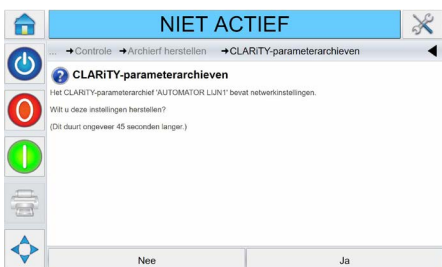 NIET ACTIEF
... ➔Controle ➔Archief herstellen ➔CLARiTY-parameterarchieven
CLARiTY-parameterarchieven
Het CLARiTY-parameterarchief 'AUTOMATOR LIJN1' bevat netwerkinstellingen.
Wilt u deze instellingen herstellen?
(Dit duurt ongeveer 45 seconden langer.)
Nee
Ja